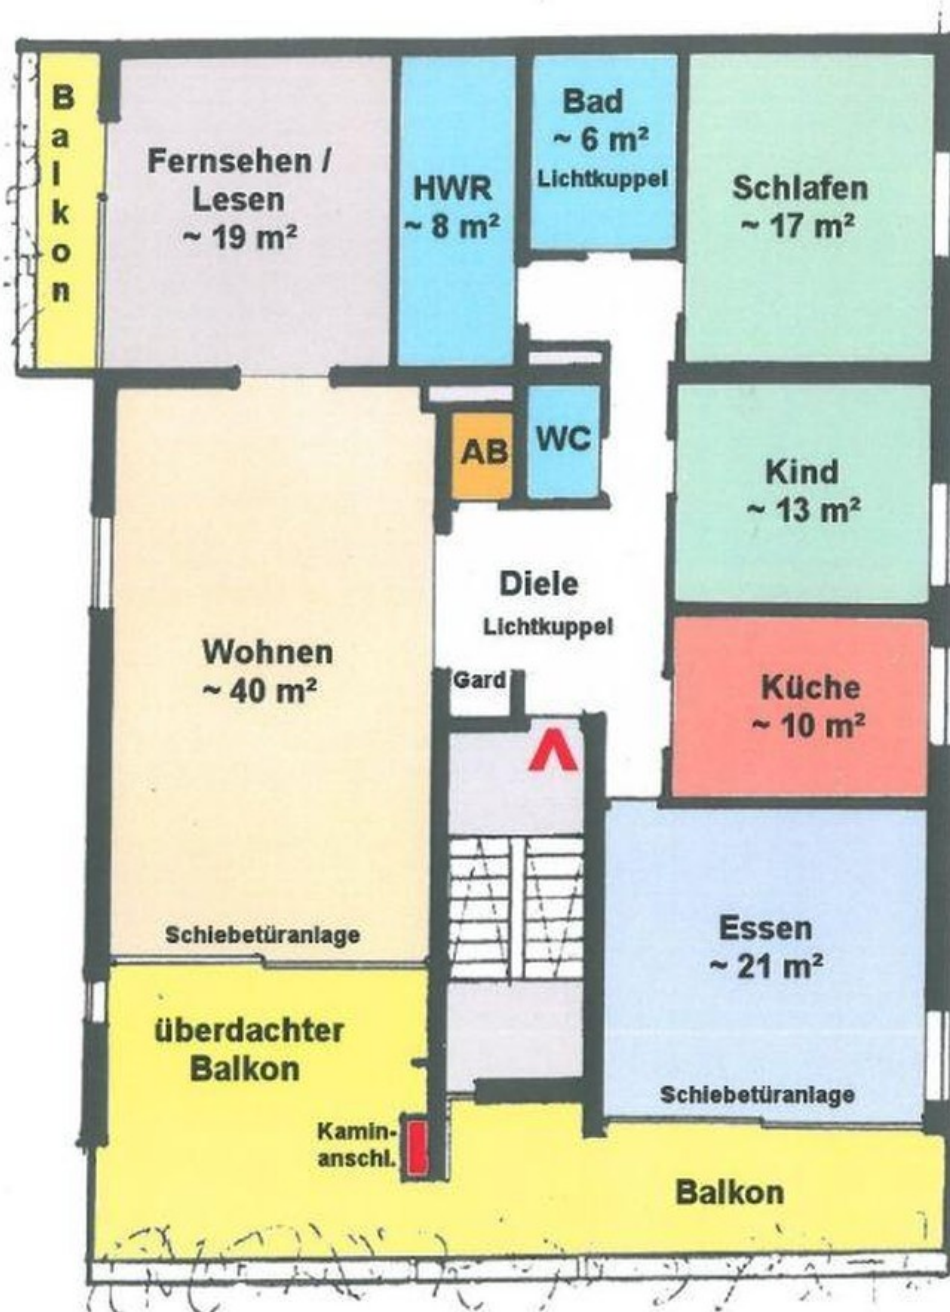 Balkon
Fernsehen /
Lesen
~ 19 m²
HWR
~ 8 m²
Bad
~ 6 m²
Lichtkuppel
Schlafen
~ 17 m²
AB
WC
Kind
~ 13 m²
Diele
Lichtkuppel
Wohnen
~ 40 m²
Gard
Küche
~ 10 m²
Schiebetüranlage
Essen
~ 21 m²
Schiebetüranlage
überdachter
Balkon
Kamin-
anschl.
Balkon